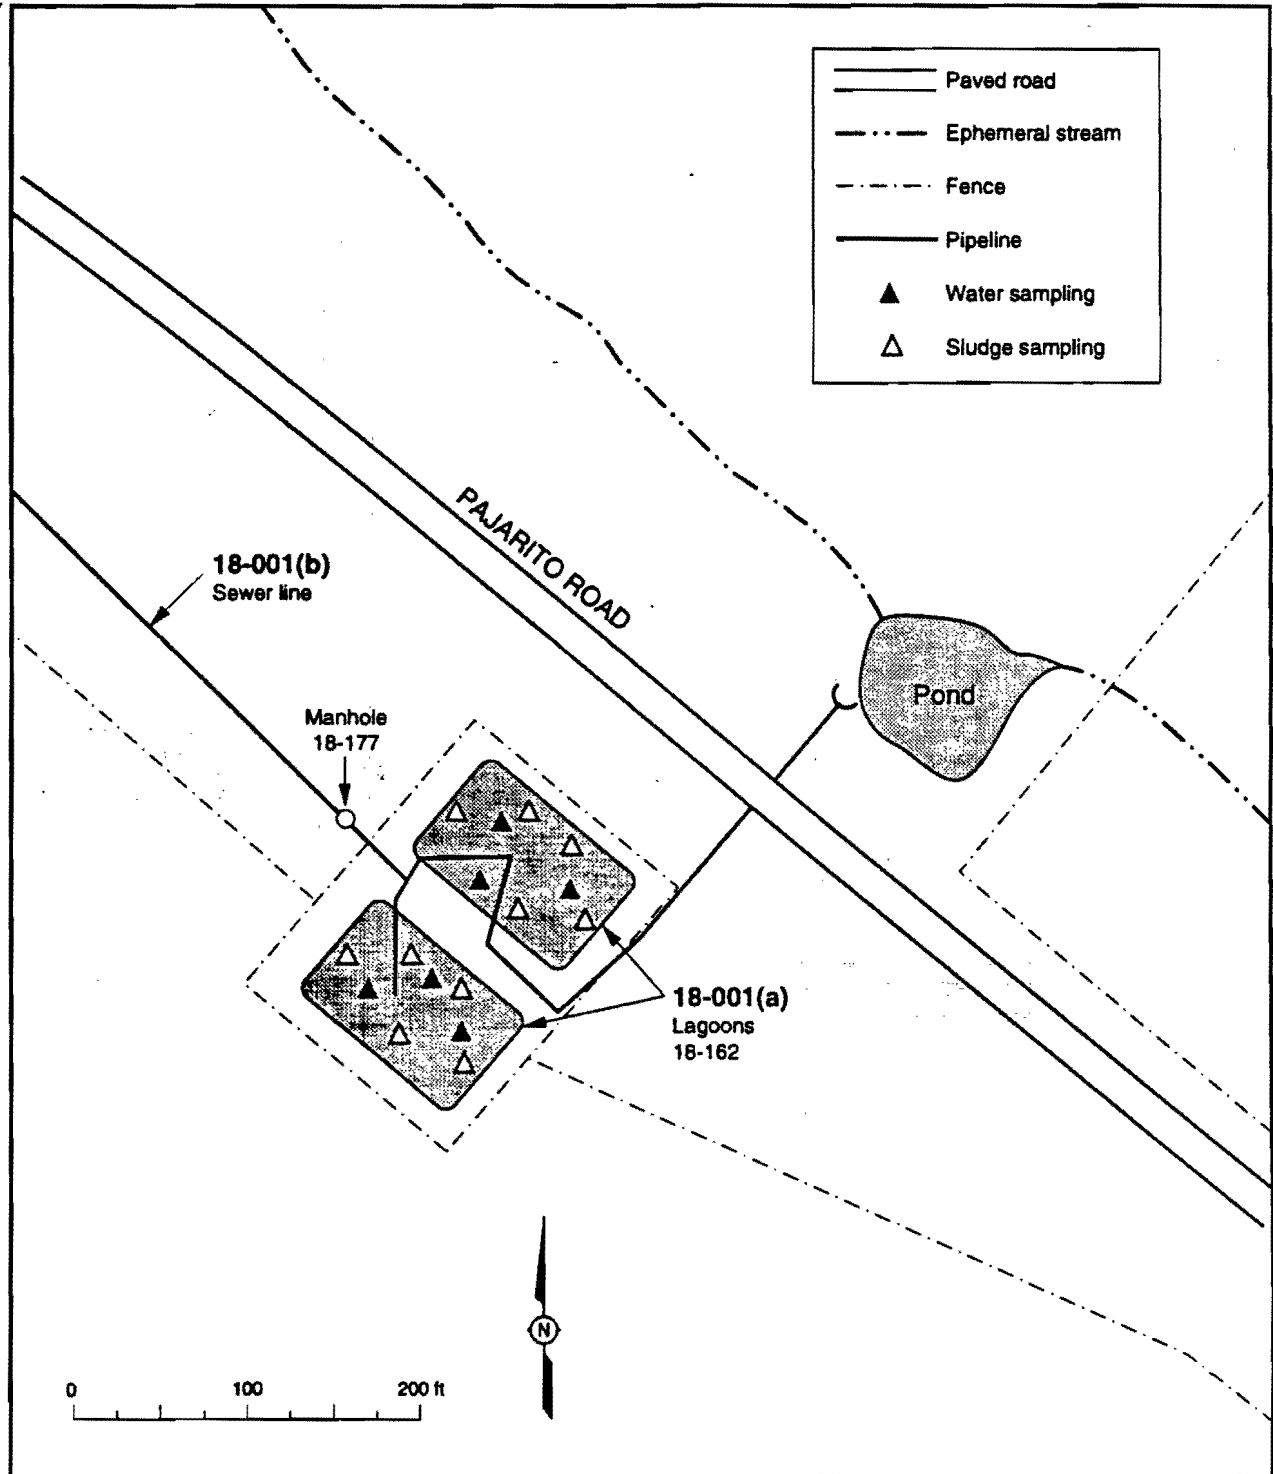 Paved road
Ephemeral stream
Fence
Pipeline
Water sampling
Sludge sampling
PAJARITO ROAD
18-001(b)
Sewer line
Pond
Manhole
18-177
18-001(a)
Lagoons
18-162
N
0 100 200 ft